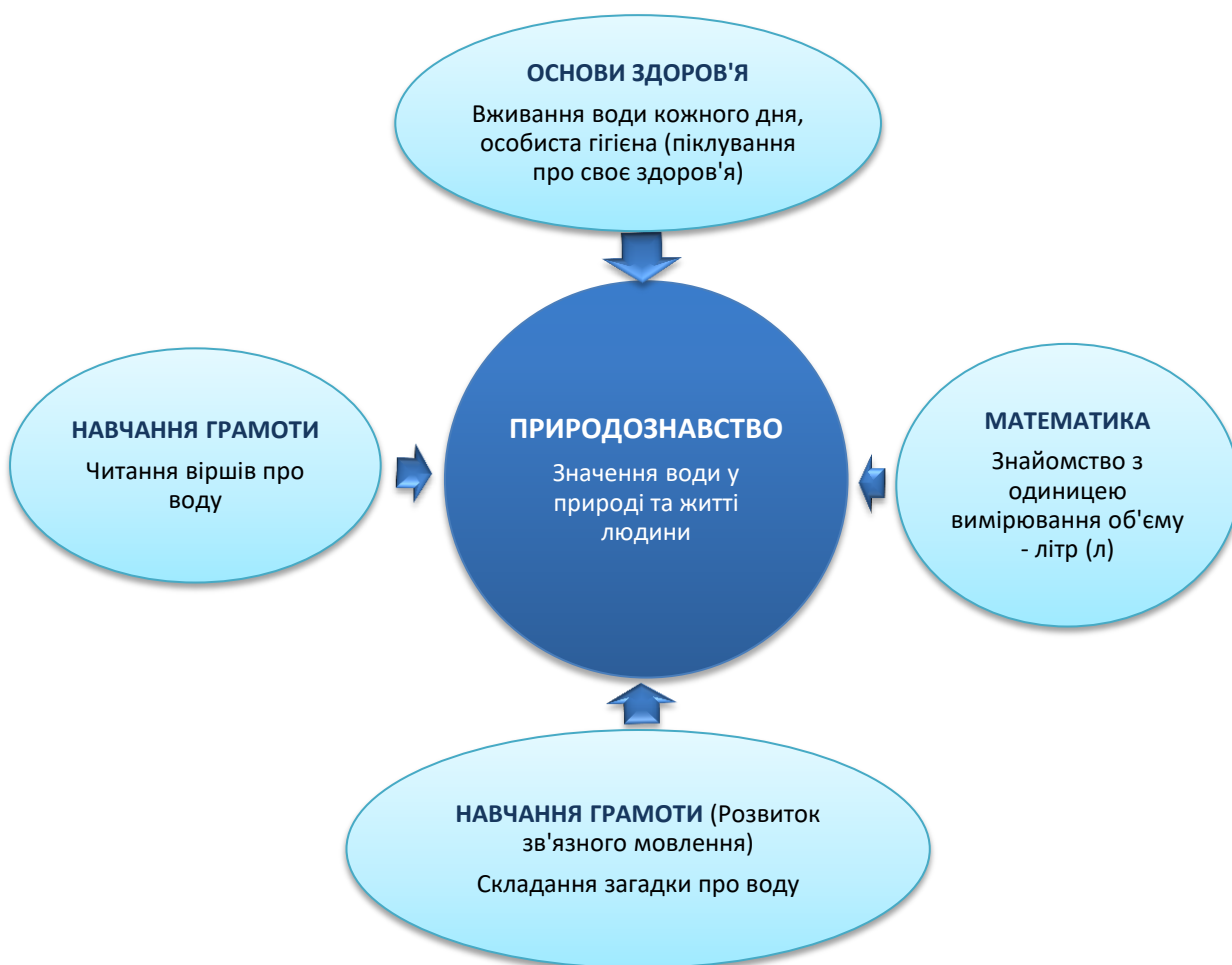 ОСНОВИ ЗДОРОВ'Я
Вживання води кожного дня,
особиста гігієна (піклування
про своє здоров'я)
НАВЧАННЯ ГРАМОТИ
Читання віршів про
воду
ПРИРОДОЗНАВСТВО
Значення води у
природі та житті
людини
МАТЕМАТИКА
Знайомство з
одиницею
вимірювання об'єму
- літр (л)
НАВЧАННЯ ГРАМОТИ (Розвиток
зв'язного мовлення)
Складання загадки про воду